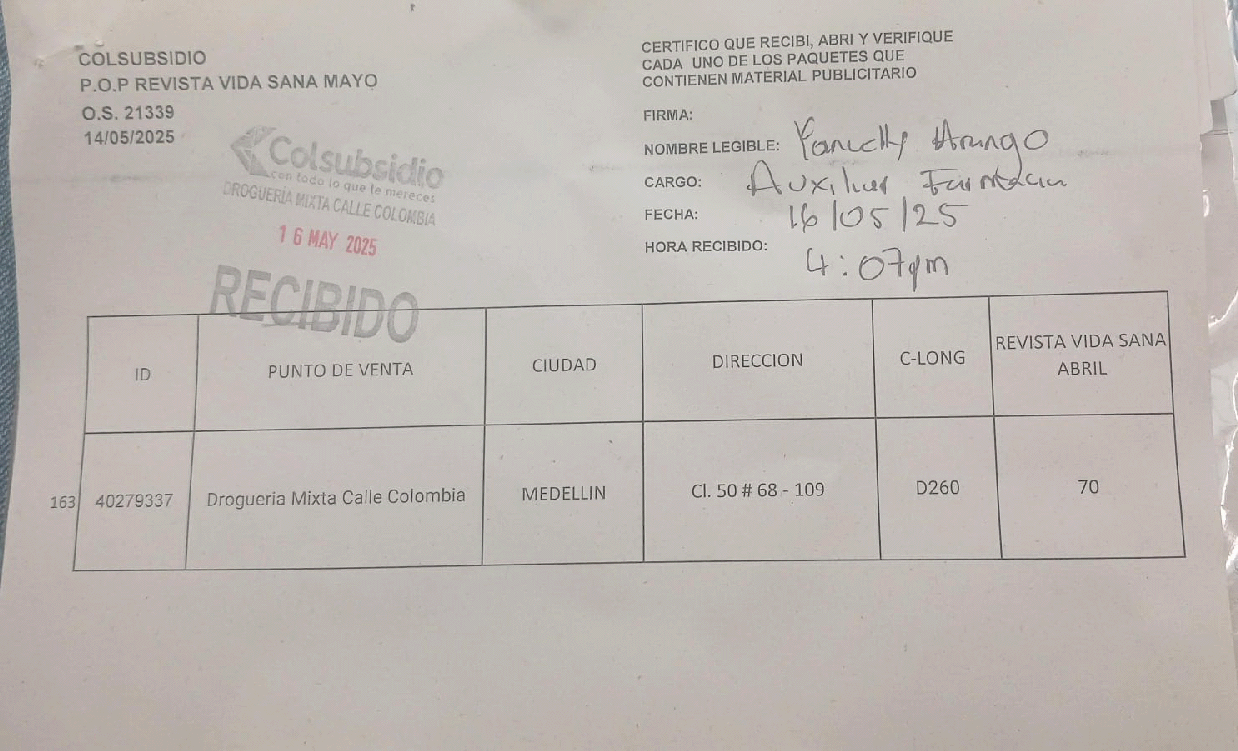 COLSUBSIDIO
P.O.P REVISTA VIDA SANA MAYO
O.S. 21339
14/05/2025
Colsubsidio
con todo lo que te mereces
DROGUERÍA MIXTA CALLE COLOMBIA
16 MAY 2025
RECIBIDO
CERTIFICO QUE RECIBI, ABRI Y VERIFIQUE
CADA UNO DE LOS PAQUETES QUE
CONTIENEN MATERIAL PUBLICITARIO
FIRMA:
NOMBRE LEGIBLE: Yanelly Arango
CARGO: Auxiliar Farmacia
FECHA: 16/05/25
HORA RECIBIDO: 4:07pm
ID PUNTO DE VENTA CIUDAD DIRECCION C-LONG REVISTA VIDA SANA
ABRIL
163 40279337 Drogueria Mixta Calle Colombia MEDELLIN Cl. 50 # 68 - 109 D260 70